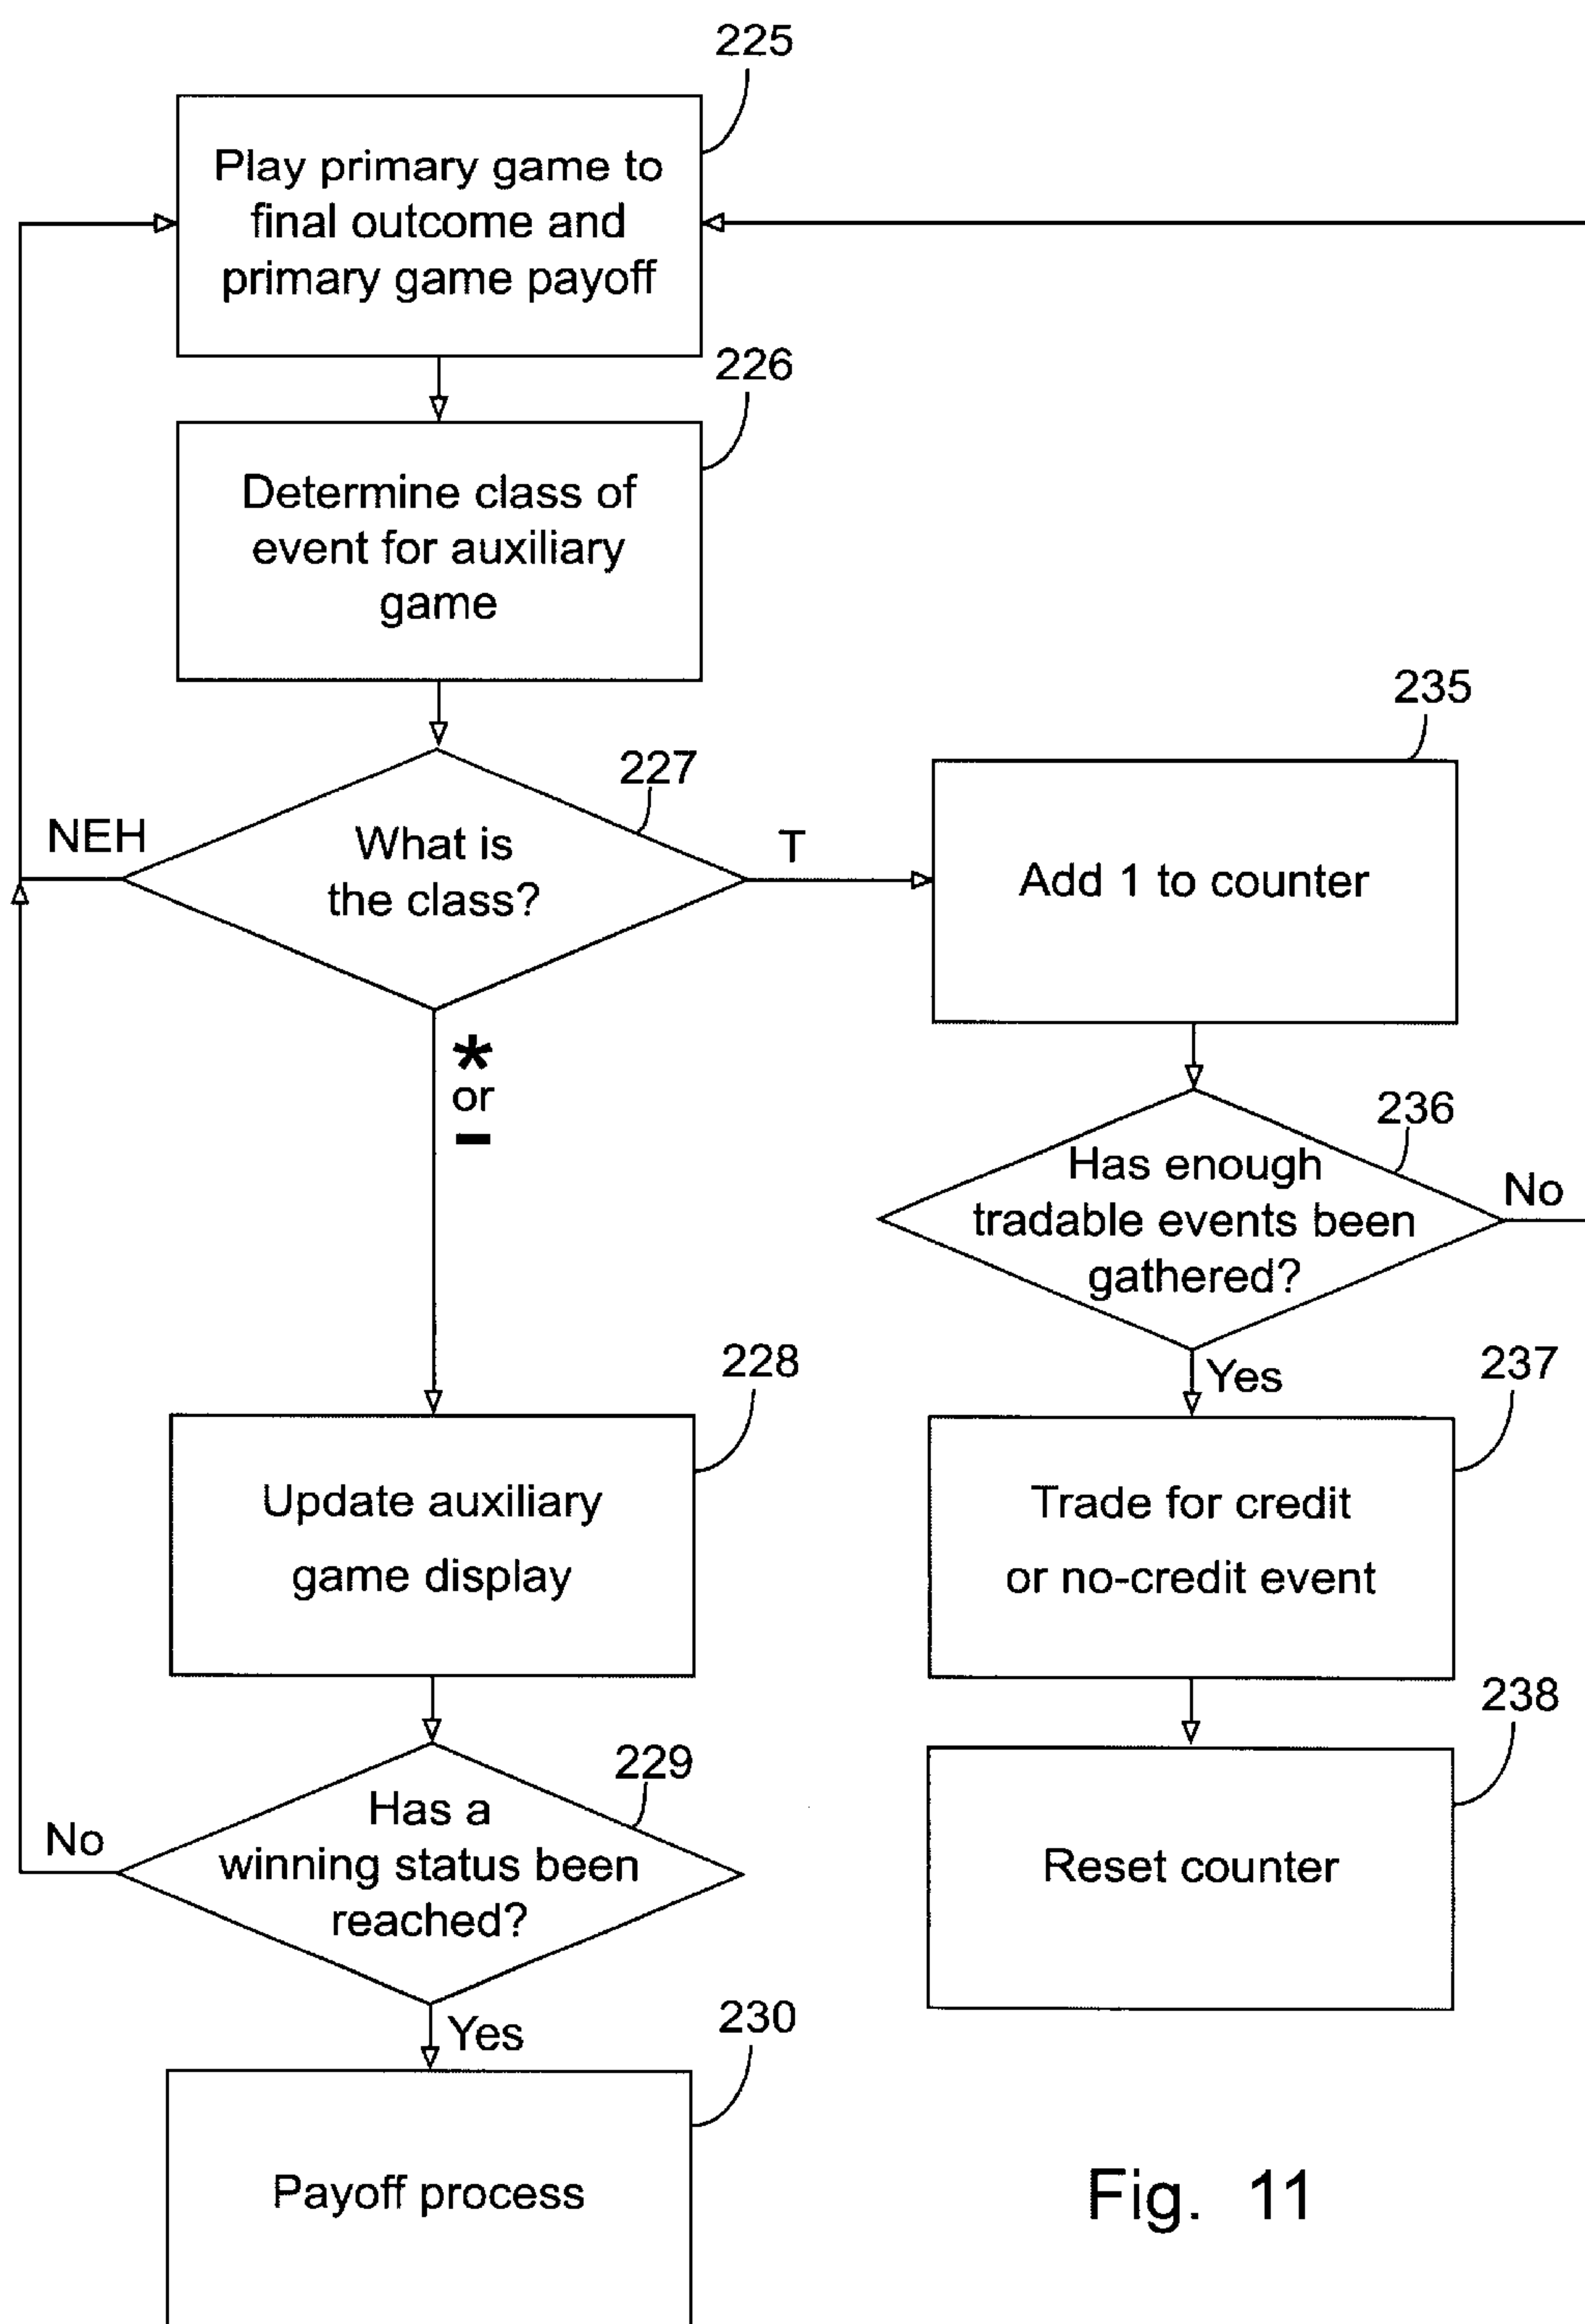 225
Play primary game to
final outcome and
primary game payoff
226
Determine class of
event for auxiliary
game
227
What is
the class?
NEH
T
235
Add 1 to counter
*
or
-
236
Has enough
tradable events been
gathered?
No
Yes
228
Update auxiliary
game display
237
Trade for credit
or no-credit event
229
Has a
winning status been
reached?
No
Yes
238
Reset counter
230
Payoff process
Fig. 11